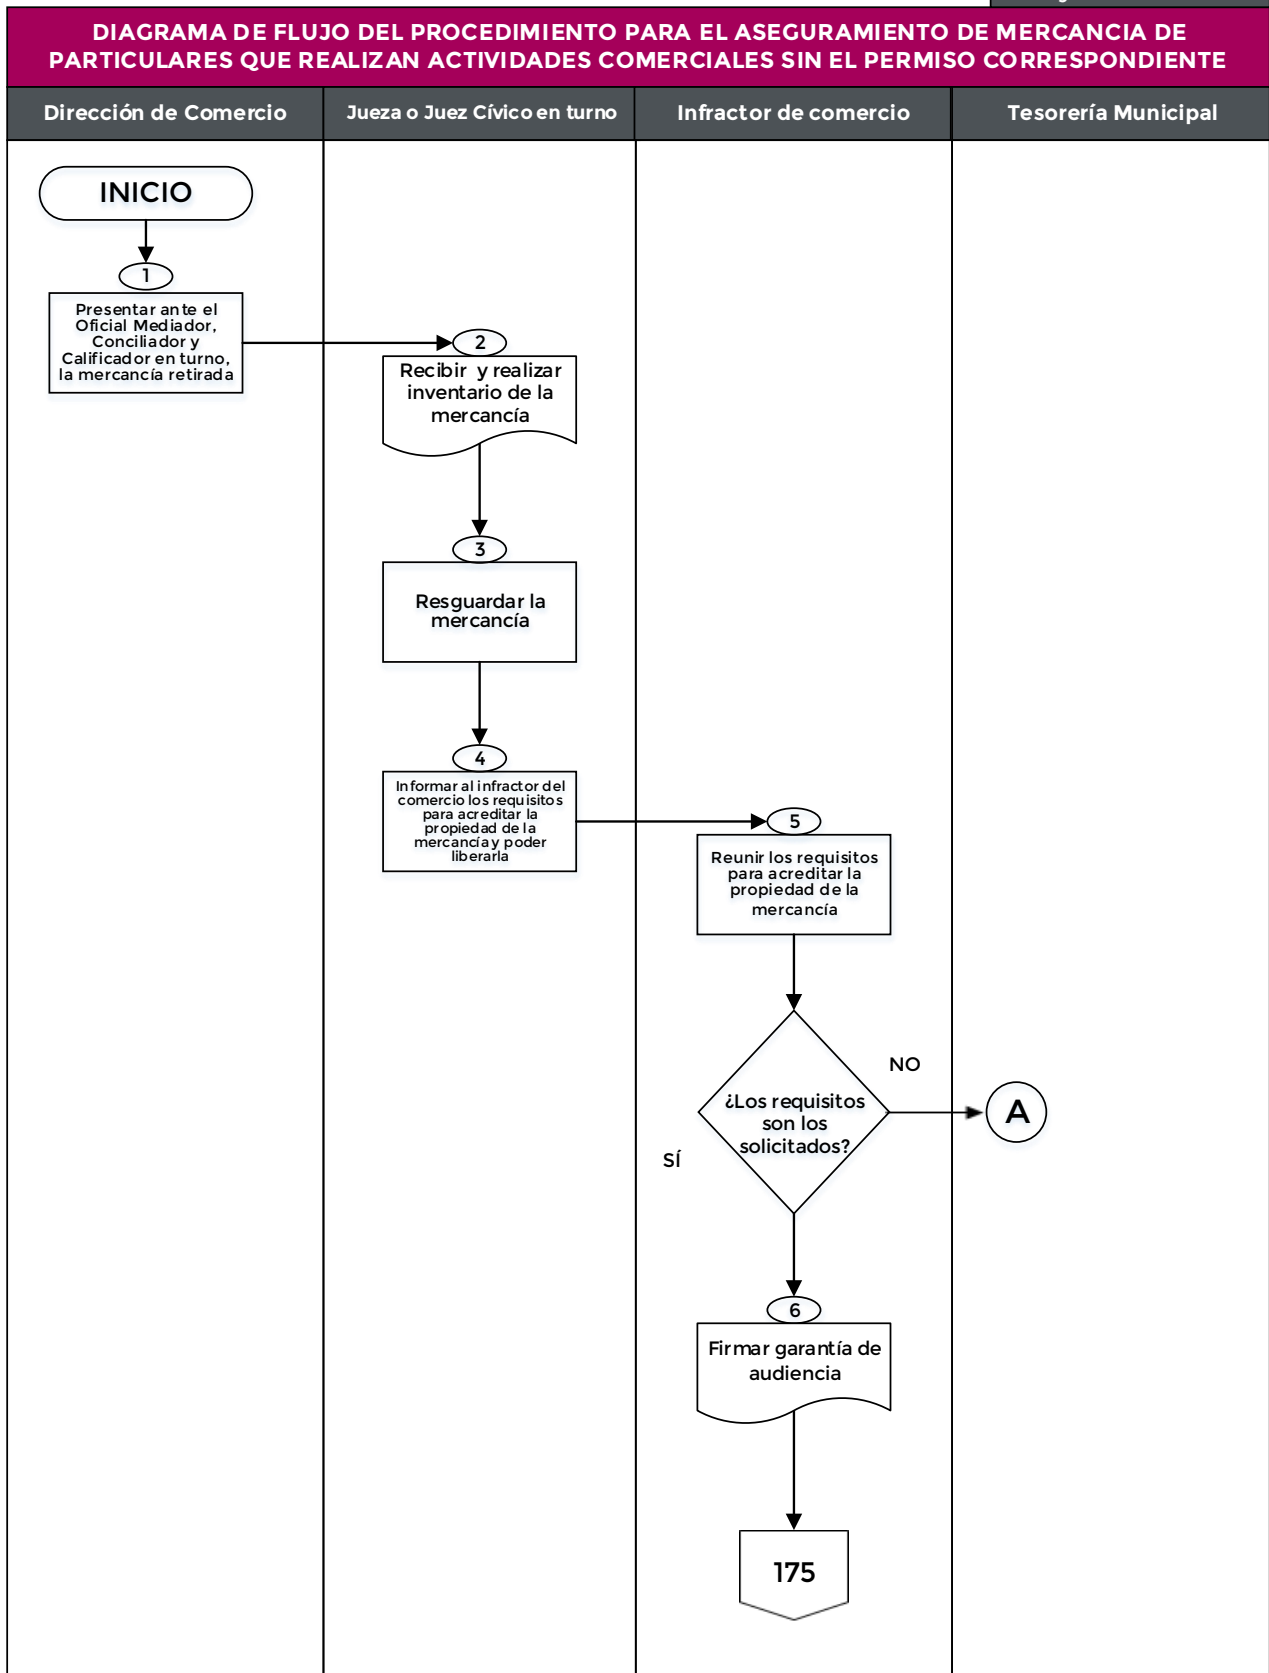 DIAGRAMA DE FLUJO DEL PROCEDIMIENTO PARA EL ASEGURAMIENTO DE MERCANCIA DE
PARTICULARES QUE REALIZAN ACTIVIDADES COMERCIALES SIN EL PERMISO CORRESPONDIENTE
Dirección de Comercio
Jueza o Juez Cívico en turno
Infractor de comercio
Tesorería Municipal
INICIO
1
Presentar ante el
Oficial Mediador,
Conciliador y
Calificador en turno,
la mercancía retirada
2
Recibir y realizar
inventario de la
mercancía
3
Resguardar la
mercancía
4
Informar al infractor del
comercio los requisitos
para acreditar la
propiedad de la
mercancía y poder
liberarla
5
Reunir los requisitos
para acreditar la
propiedad de la
mercancía
¿Los requisitos
son los
solicitados?
NO
A
SÍ
6
Firmar garantía de
audiencia
175